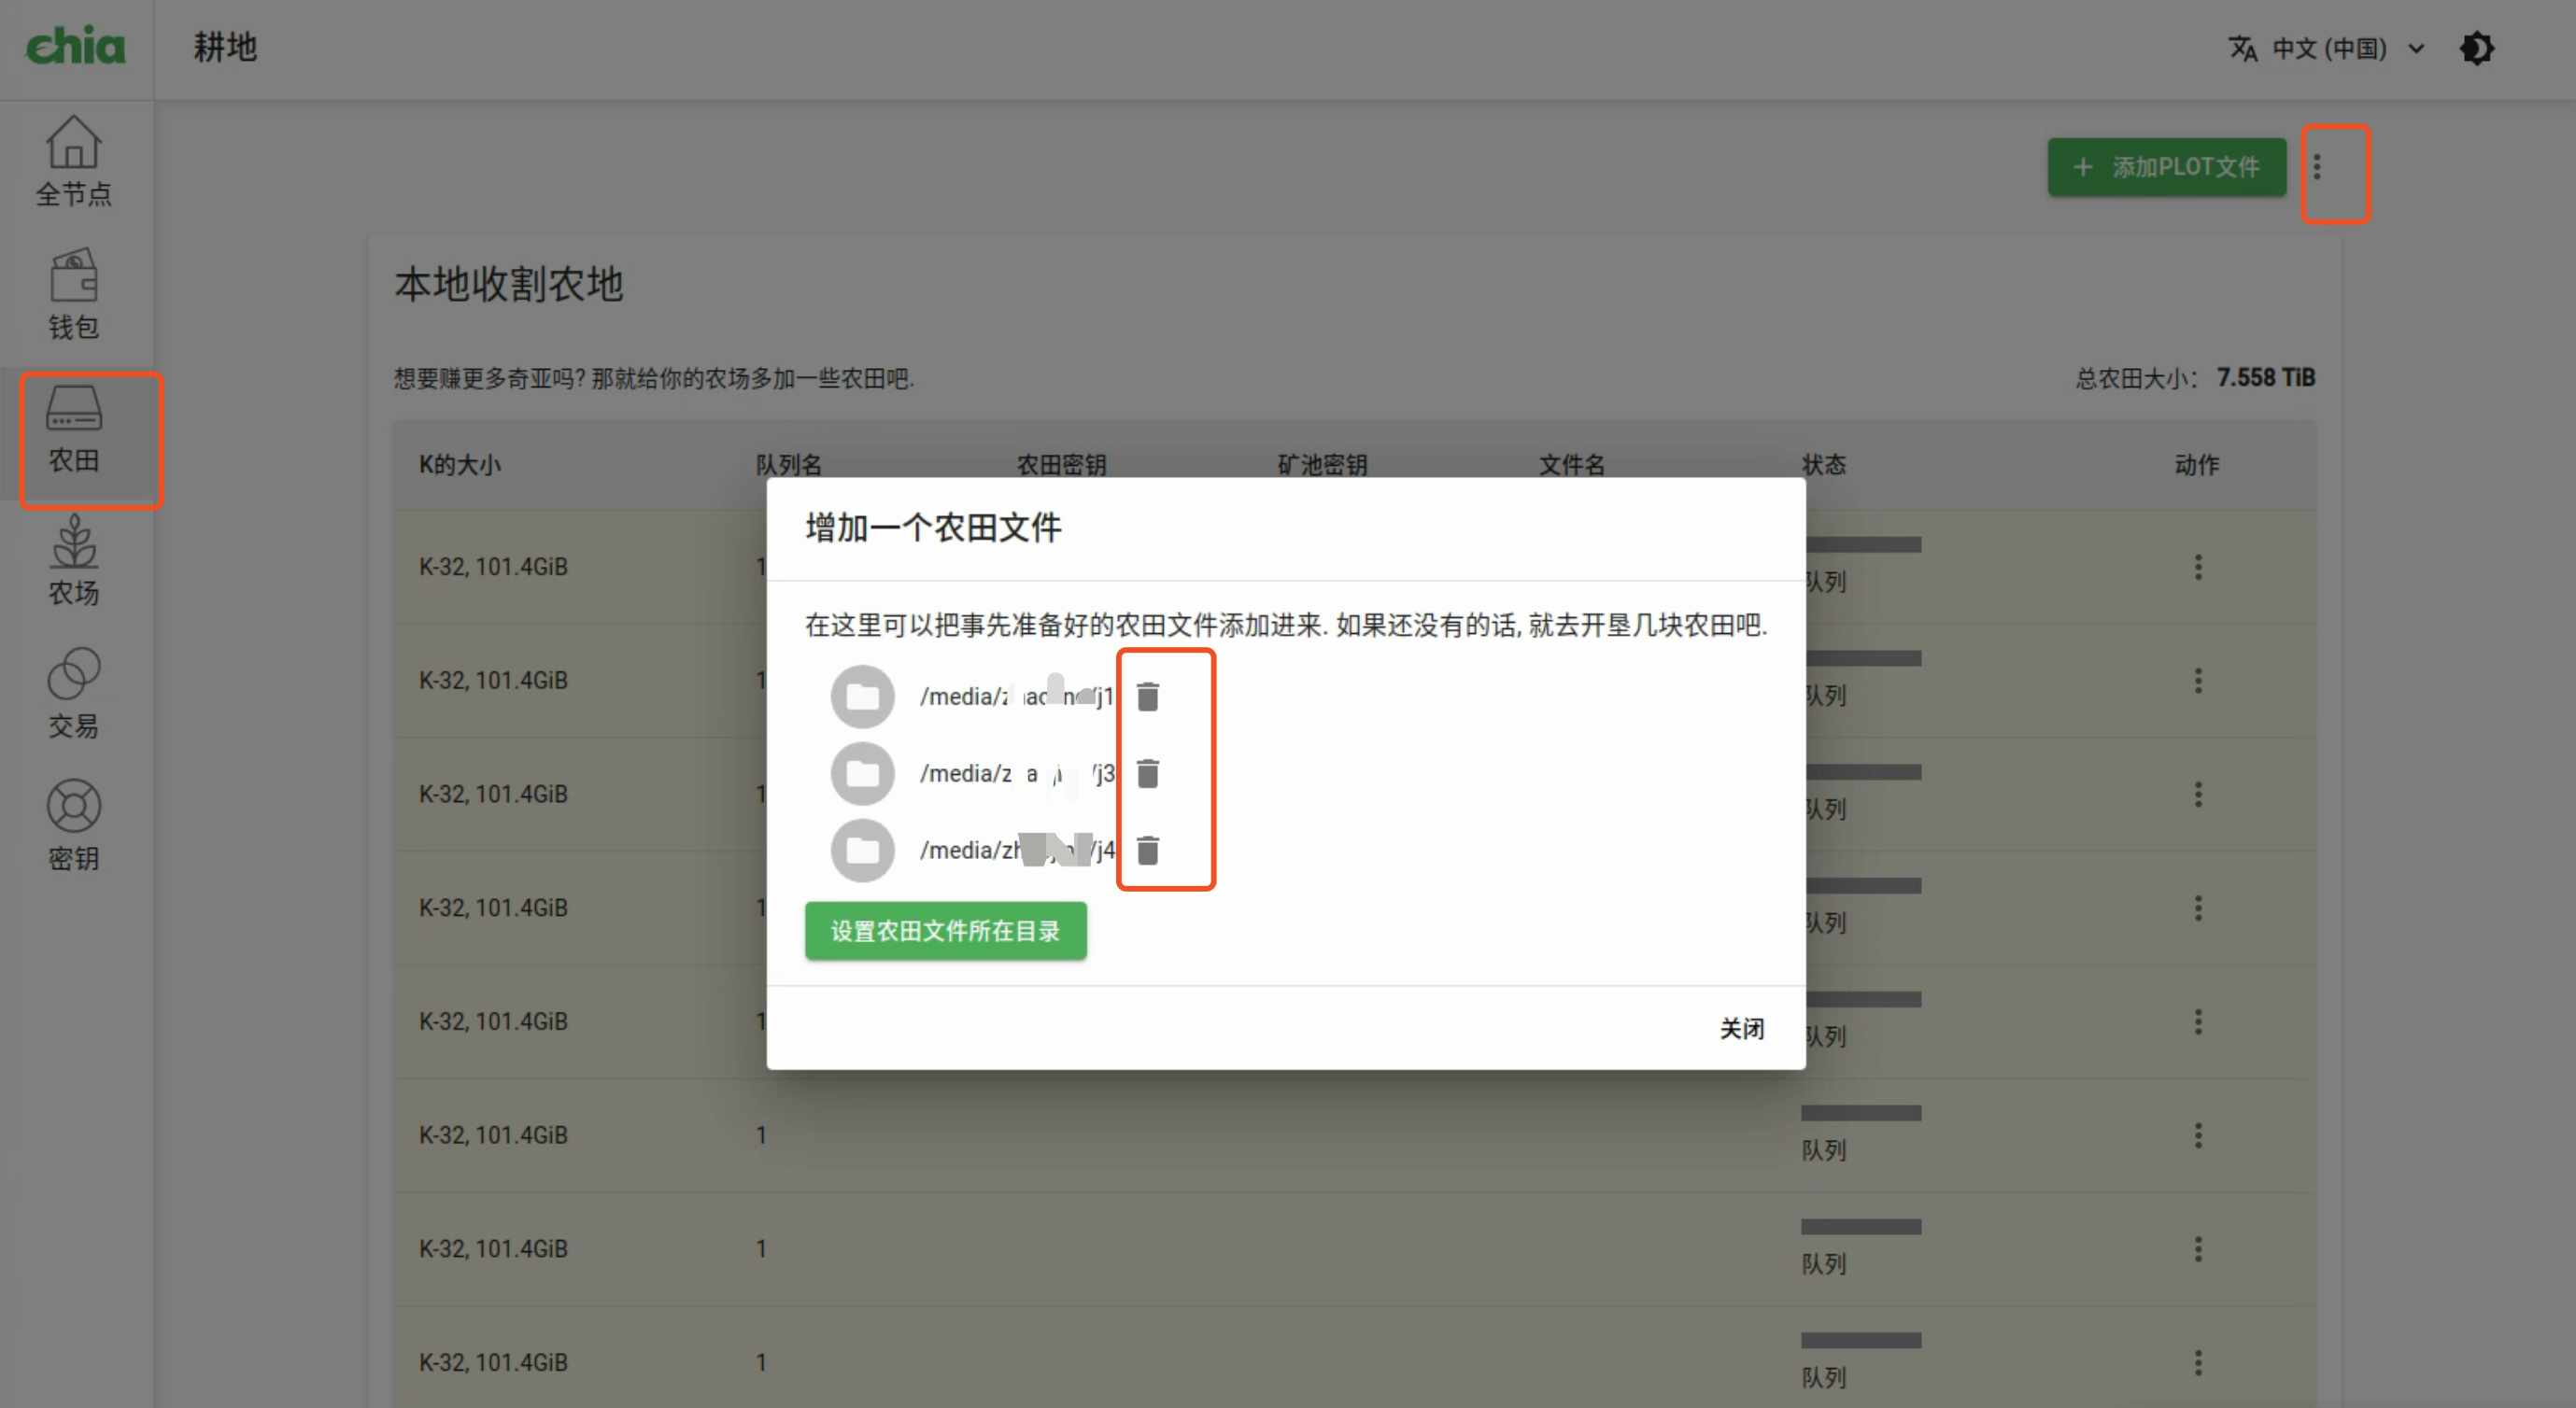 chia
耕地
中文 (中国)
全节点
钱包
农田
农场
交易
密钥
+ 添加PLOT文件
本地收割农地
想要赚更多奇亚吗? 那就给你的农场多加一些农田吧.
总农田大小: 7.558 TiB
K的大小 队列名 农田密钥 矿池密钥 文件名 状态 动作
K-32, 101.4GiB 1 队列
K-32, 101.4GiB 1 队列
K-32, 101.4GiB 1 队列
K-32, 101.4GiB 1 队列
K-32, 101.4GiB 1 队列
K-32, 101.4GiB 1 队列
K-32, 101.4GiB 1 队列
K-32, 101.4GiB 1 队列
增加一个农田文件
在这里可以把事先准备好的农田文件添加进来. 如果还没有的话, 就去开垦几块农田吧.
/media/ /j1
/media/ /j3
/media/ /j4
设置农田文件所在目录
关闭